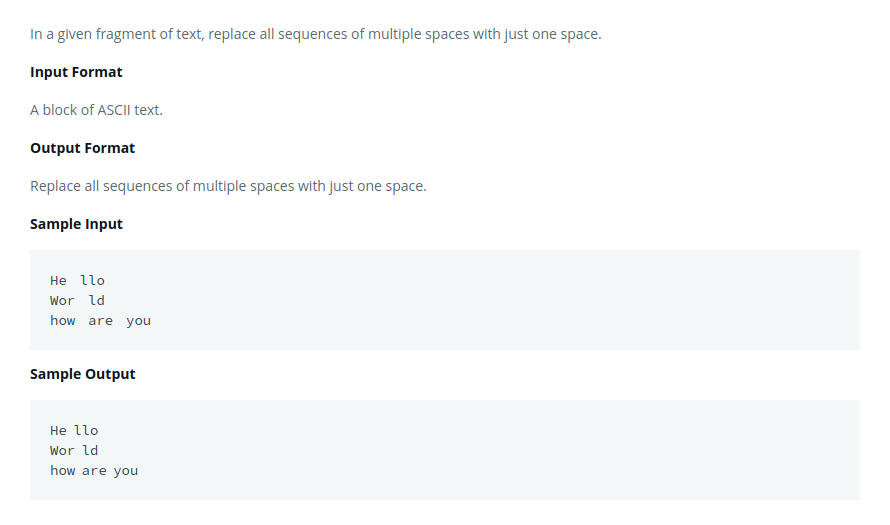 In a given fragment of text, replace all sequences of multiple spaces with just one space.
Input Format
A block of ASCII text.
Output Format
Replace all sequences of multiple spaces with just one space.
Sample Input
He  llo
Wor  ld
how  are  you
Sample Output
He llo
Wor ld
how are you